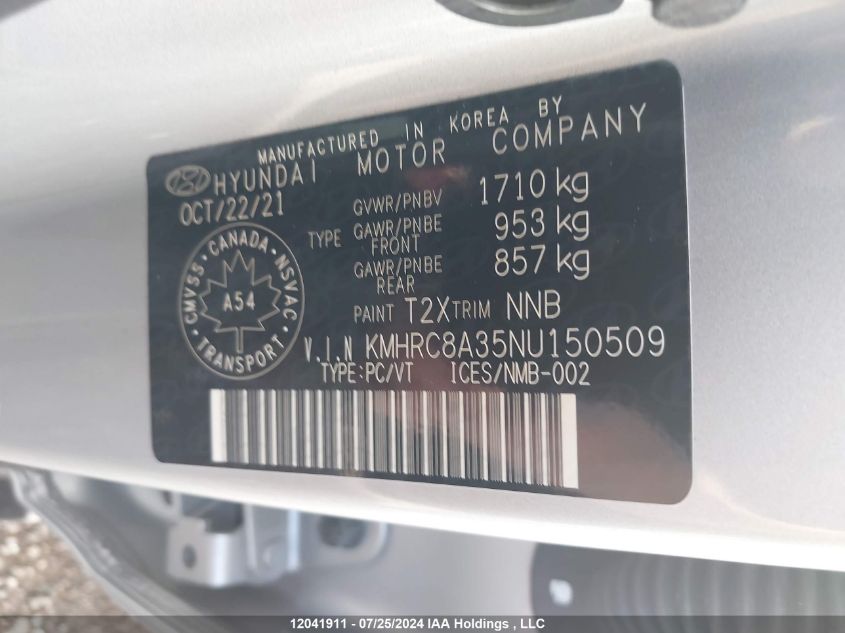 MANUFACTURED IN KOREA BY
HYUNDAI MOTOR COMPANY
OCT/22/21
GVWR/PNBV 1710 kg
TYPE GAWR/PNBE FRONT 953 kg
GAWR/PNBE REAR 857 kg
CMVSS · CANADA · NSVAC
A54
TRANSPORT
PAINT T2X TRIM NNB
V.I.N KMHRC8A35NU150509
TYPE:PC/VT ICES/NMB-002
12041911 - 07/25/2024 IAA Holdings , LLC